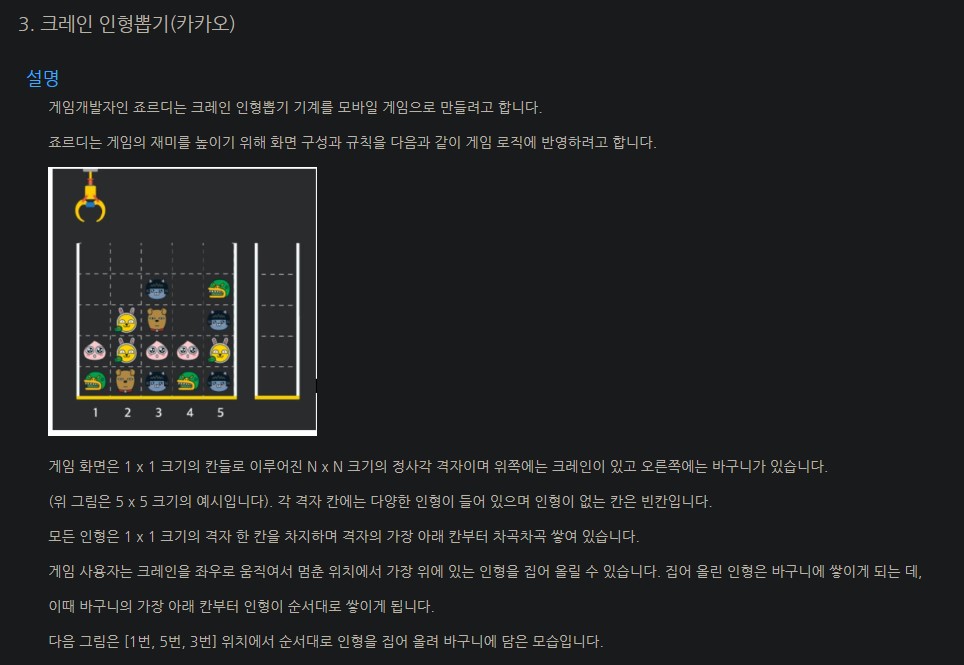 3. 크레인 인형뽑기(카카오)
설명
게임개발자인 죠르디는 크레인 인형뽑기 기계를 모바일 게임으로 만들려고 합니다.
죠르디는 게임의 재미를 높이기 위해 화면 구성과 규칙을 다음과 같이 게임 로직에 반영하려고 합니다.
1 2 3 4 5
게임 화면은 1 x 1 크기의 칸들로 이루어진 N x N 크기의 정사각 격자이며 위쪽에는 크레인이 있고 오른쪽에는 바구니가 있습니다.
(위 그림은 5 x 5 크기의 예시입니다). 각 격자 칸에는 다양한 인형이 들어 있으며 인형이 없는 칸은 빈칸입니다.
모든 인형은 1 x 1 크기의 격자 한 칸을 차지하며 격자의 가장 아래 칸부터 차곡차곡 쌓여 있습니다.
게임 사용자는 크레인을 좌우로 움직여서 멈춘 위치에서 가장 위에 있는 인형을 집어 올릴 수 있습니다. 집어 올린 인형은 바구니에 쌓이게 되는 데,
이때 바구니의 가장 아래 칸부터 인형이 순서대로 쌓이게 됩니다.
다음 그림은 [1번, 5번, 3번] 위치에서 순서대로 인형을 집어 올려 바구니에 담은 모습입니다.